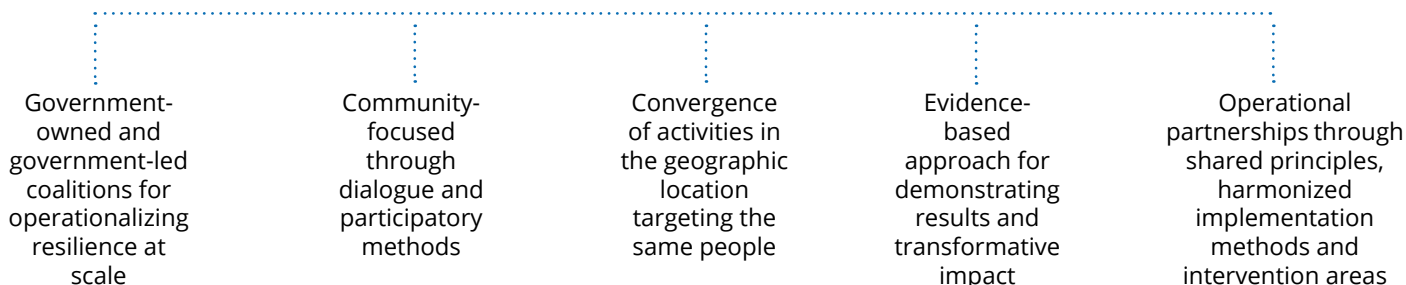 Government-
owned and
government-led
coalitions for
operationalizing
resilience at
scale
Community-
focused
through
dialogue and
participatory
methods
Convergence
of activities in
the geographic
location
targeting the
same people
Evidence-
based
approach for
demonstrating
results and
transformative
impact
Operational
partnerships through
shared principles,
harmonized
implementation
methods and
intervention areas